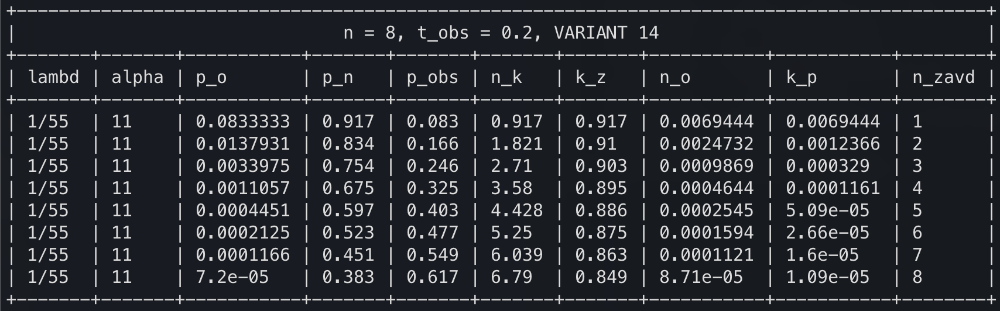 n = 8, t_obs = 0.2, VARIANT 14
| lambd | alpha | p_o | p_n | p_obs | n_k | k_z | n_o | k_p | n_zavd |
| 1/55 | 11 | 0.0833333 | 0.917 | 0.083 | 0.917 | 0.917 | 0.0069444 | 0.0069444 | 1 |
| 1/55 | 11 | 0.0137931 | 0.834 | 0.166 | 1.821 | 0.91 | 0.0024732 | 0.0012366 | 2 |
| 1/55 | 11 | 0.0033975 | 0.754 | 0.246 | 2.71 | 0.903 | 0.0009869 | 0.000329 | 3 |
| 1/55 | 11 | 0.0011057 | 0.675 | 0.325 | 3.58 | 0.895 | 0.0004644 | 0.0001161 | 4 |
| 1/55 | 11 | 0.0004451 | 0.597 | 0.403 | 4.428 | 0.886 | 0.0002545 | 5.09e-05 | 5 |
| 1/55 | 11 | 0.0002125 | 0.523 | 0.477 | 5.25 | 0.875 | 0.0001594 | 2.66e-05 | 6 |
| 1/55 | 11 | 0.0001166 | 0.451 | 0.549 | 6.039 | 0.863 | 0.0001121 | 1.6e-05 | 7 |
| 1/55 | 11 | 7.2e-05 | 0.383 | 0.617 | 6.79 | 0.849 | 8.71e-05 | 1.09e-05 | 8 |